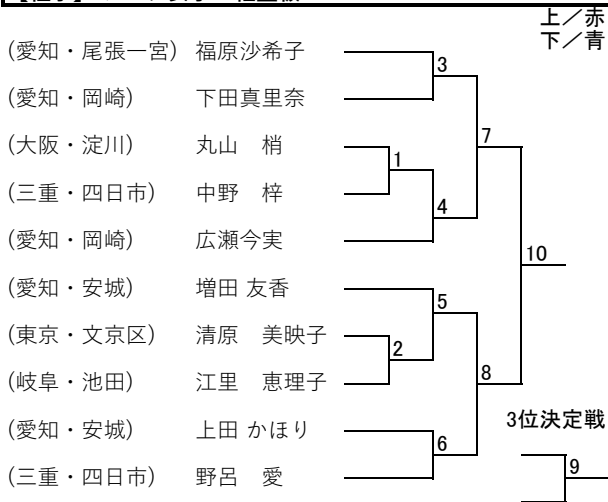 上／赤
下／青
(愛知・尾張一宮) 福原沙希子
3
(愛知・岡崎) 下田真里奈
7
(大阪・淀川) 丸山　梢
1
(三重・四日市) 中野　梓
4
(愛知・岡崎) 広瀬今実
10
(愛知・安城) 増田 友香
5
(東京・文京区) 清原　美映子
2
(岐阜・池田) 江里　恵理子
8
(愛知・安城) 上田 かほり
3位決定戦
6
9
(三重・四日市) 野呂　愛